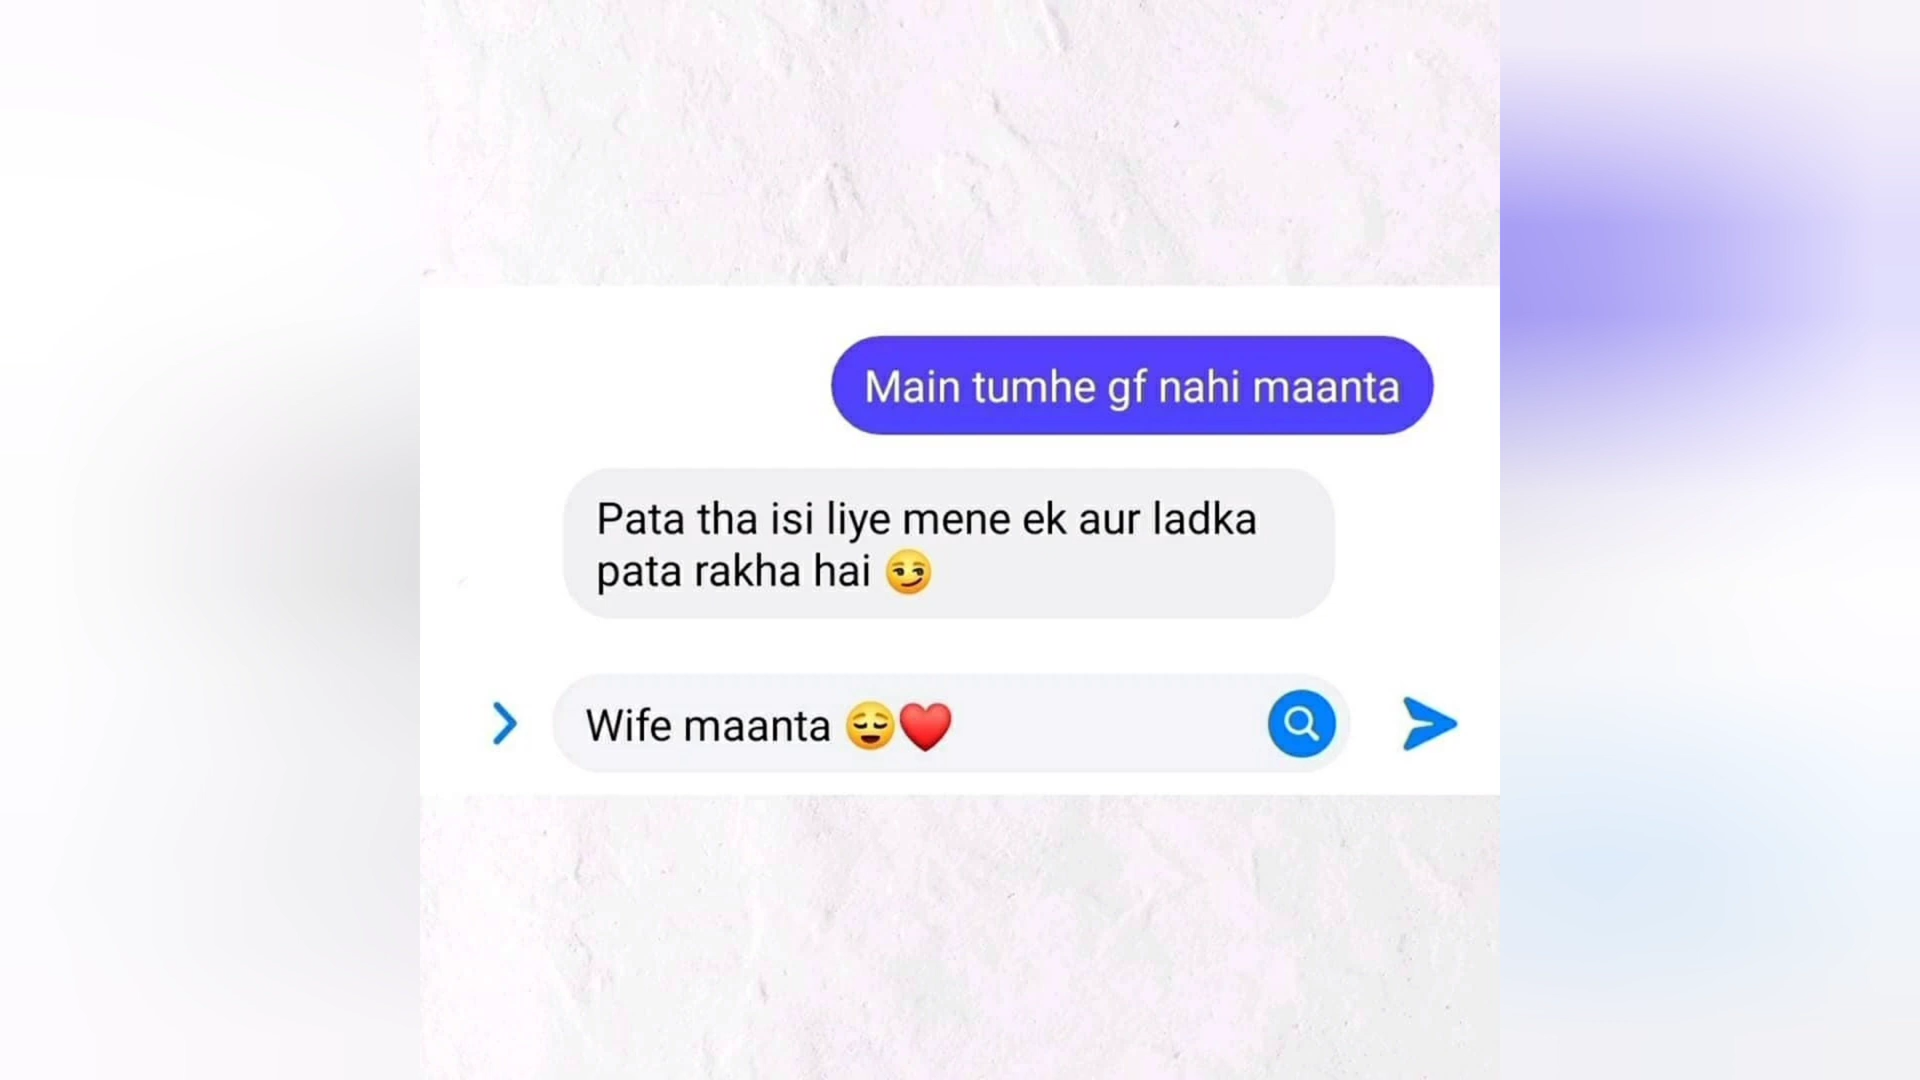 Main tumhe gf nahi maanta
Pata tha isi liye mene ek aur ladka
pata rakha hai 😏
Wife maanta 😌❤️